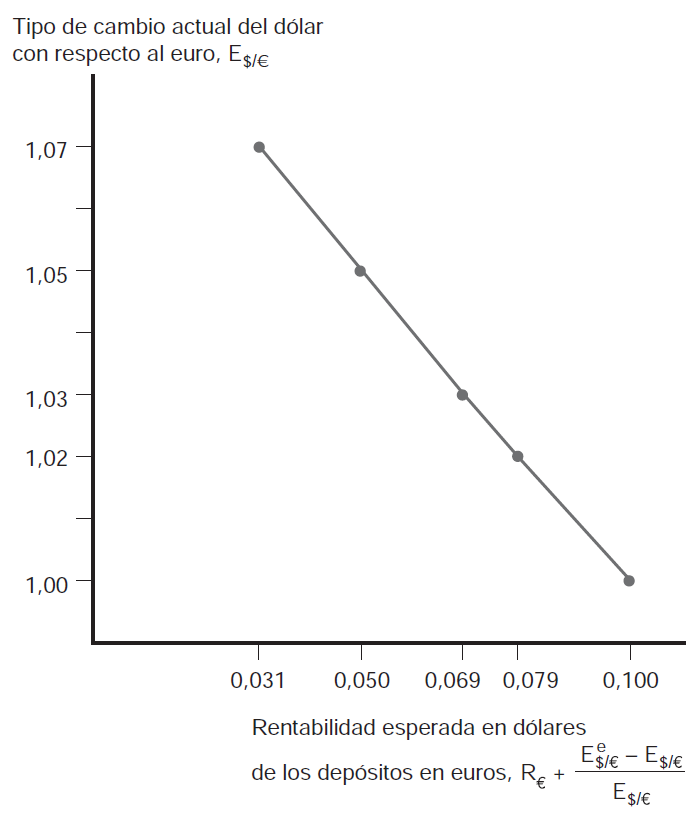 Tipo de cambio actual del dólar
con respecto al euro, E$/€
1,07
1,05
1,03
1,02
1,00
0,031 0,050 0,069 0,079 0,100
Rentabilidad esperada en dólares
de los depósitos en euros, R€ + (E^e$/€ – E$/€) / E$/€